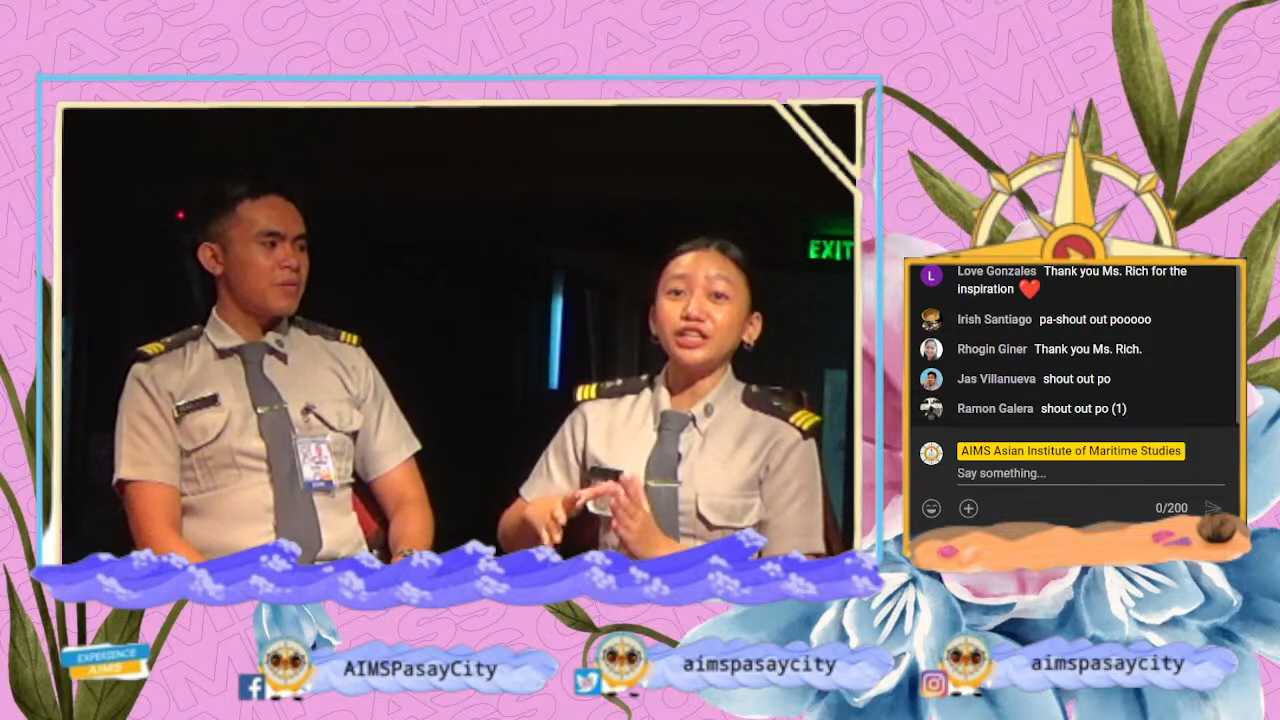 COMPASS COMPASS
EXIT
Love Gonzales Thank you Ms. Rich for the
inspiration ❤️
Irish Santiago pa-shout out pooooo
Rhogin Giner Thank you Ms. Rich.
Jas Villanueva shout out po
Ramon Galera shout out po (1)
AIMS Asian Institute of Maritime Studies
Say something...
0/200
EXPERIENCE
AIMS
AIMSPasayCity
aimspasaycity
aimspasaycity